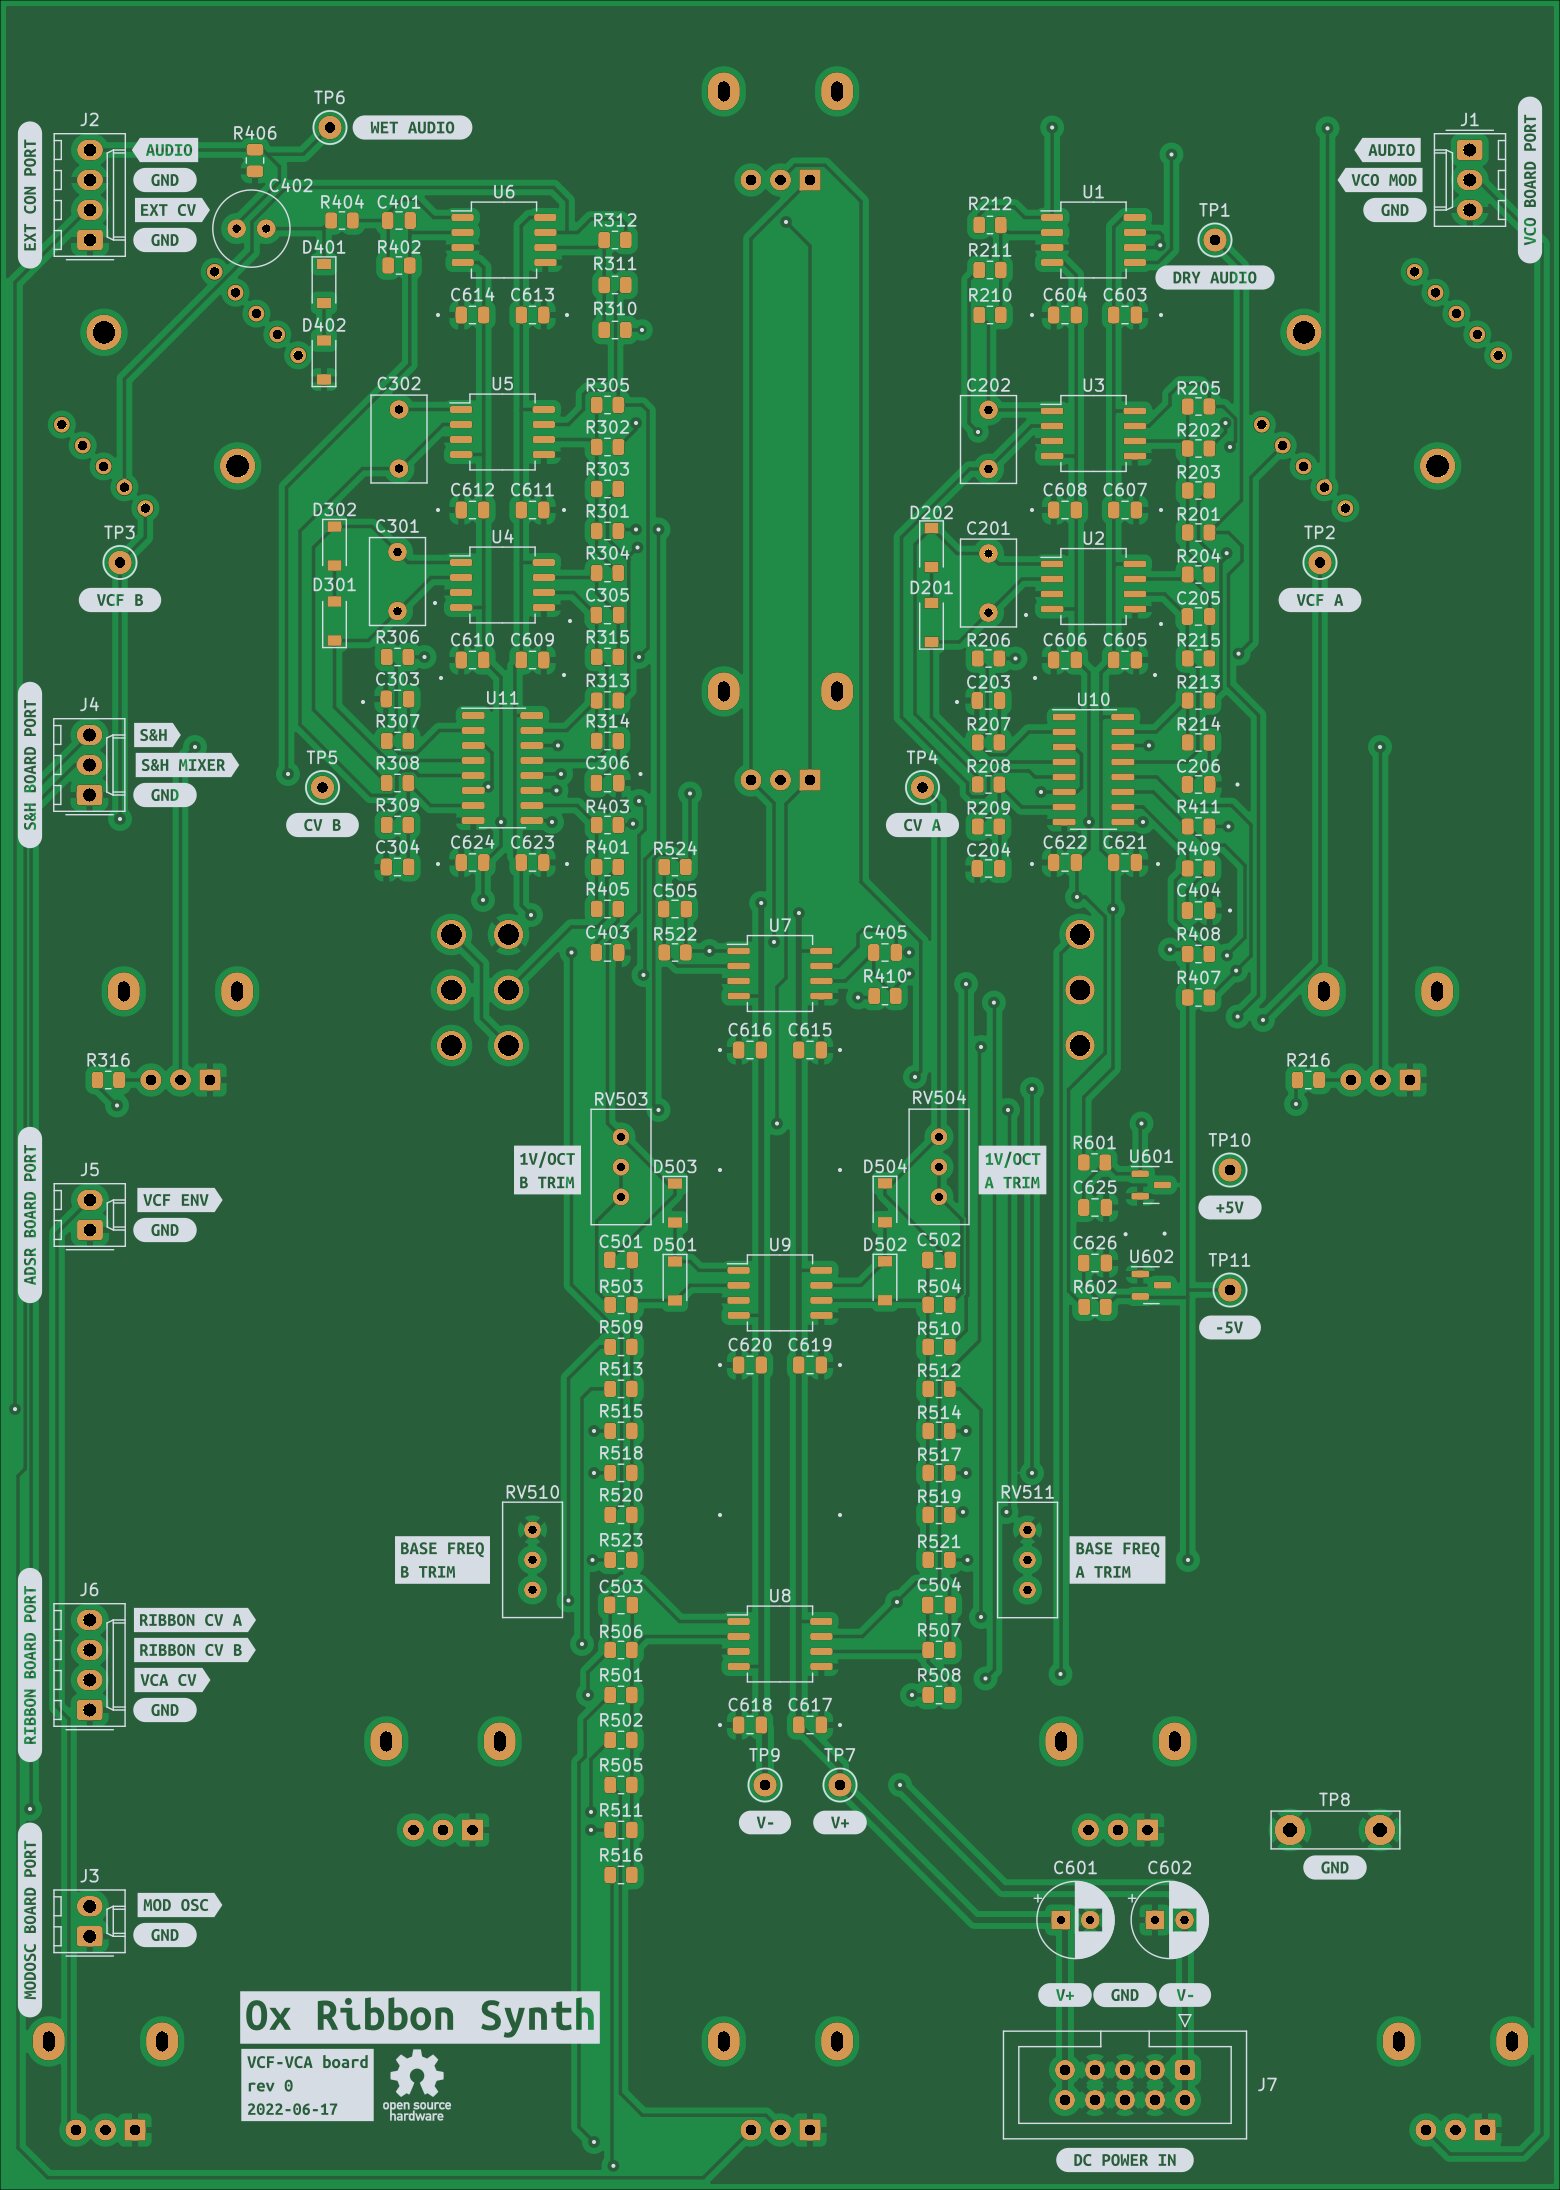 TP6
WET AUDIO
J2
R406
AUDIO
GND
EXT CV
GND
EXT CON PORT
C402
R404
C401
U6
D401
R402
R312
R311
C614
C613
R310
D402
R212
U1
TP1
DRY AUDIO
R211
R210
C604
C603
J1
AUDIO
VCO MOD
GND
VCO BOARD PORT
C302
U5
R305
R302
R303
C612
C611
D302
C301
U4
R301
R304
D301
C305
R306
C610
C609
R315
C303
U11
R313
R307
R314
R308
C306
R309
R403
C304
C624
C623
R401
R524
R405
C505
C403
R522
TP3
VCF B
J4
S&H
S&H MIXER
GND
S&H BOARD PORT
TP5
CV B
C202
U3
R205
R202
R203
C608
C607
D202
C201
U2
R201
R204
D201
C205
R206
C606
C605
R215
C203
U10
R213
R207
R214
R208
C206
R209
R411
C204
C622
C621
R409
C404
R408
R407
TP2
VCF A
TP4
CV A
U7
C405
R410
C616
C615
R316
R216
RV503
RV504
1V/OCT
B TRIM
1V/OCT
A TRIM
D503
D504
R601
U601
TP10
+5V
C625
C626
U602
TP11
-5V
R602
J5
VCF ENV
GND
ADSR BOARD PORT
C501
D501
U9
D502
C502
R503
R504
R509
C620
C619
R510
R513
R512
R515
R514
R518
R517
RV510
R520
R519
RV511
BASE FREQ
B TRIM
R523
R521
BASE FREQ
A TRIM
C503
U8
C504
R506
R507
R501
R508
R502
C618
C617
R505
TP9
TP7
V-
V+
R511
R516
J6
RIBBON CV A
RIBBON CV B
VCA CV
GND
RIBBON BOARD PORT
TP8
GND
C601
C602
+
+
V+
GND
V-
J3
MOD OSC
GND
MODOSC BOARD PORT
Ox Ribbon Synth
VCF-VCA board
rev 0
2022-06-17
open source
hardware
J7
DC POWER IN